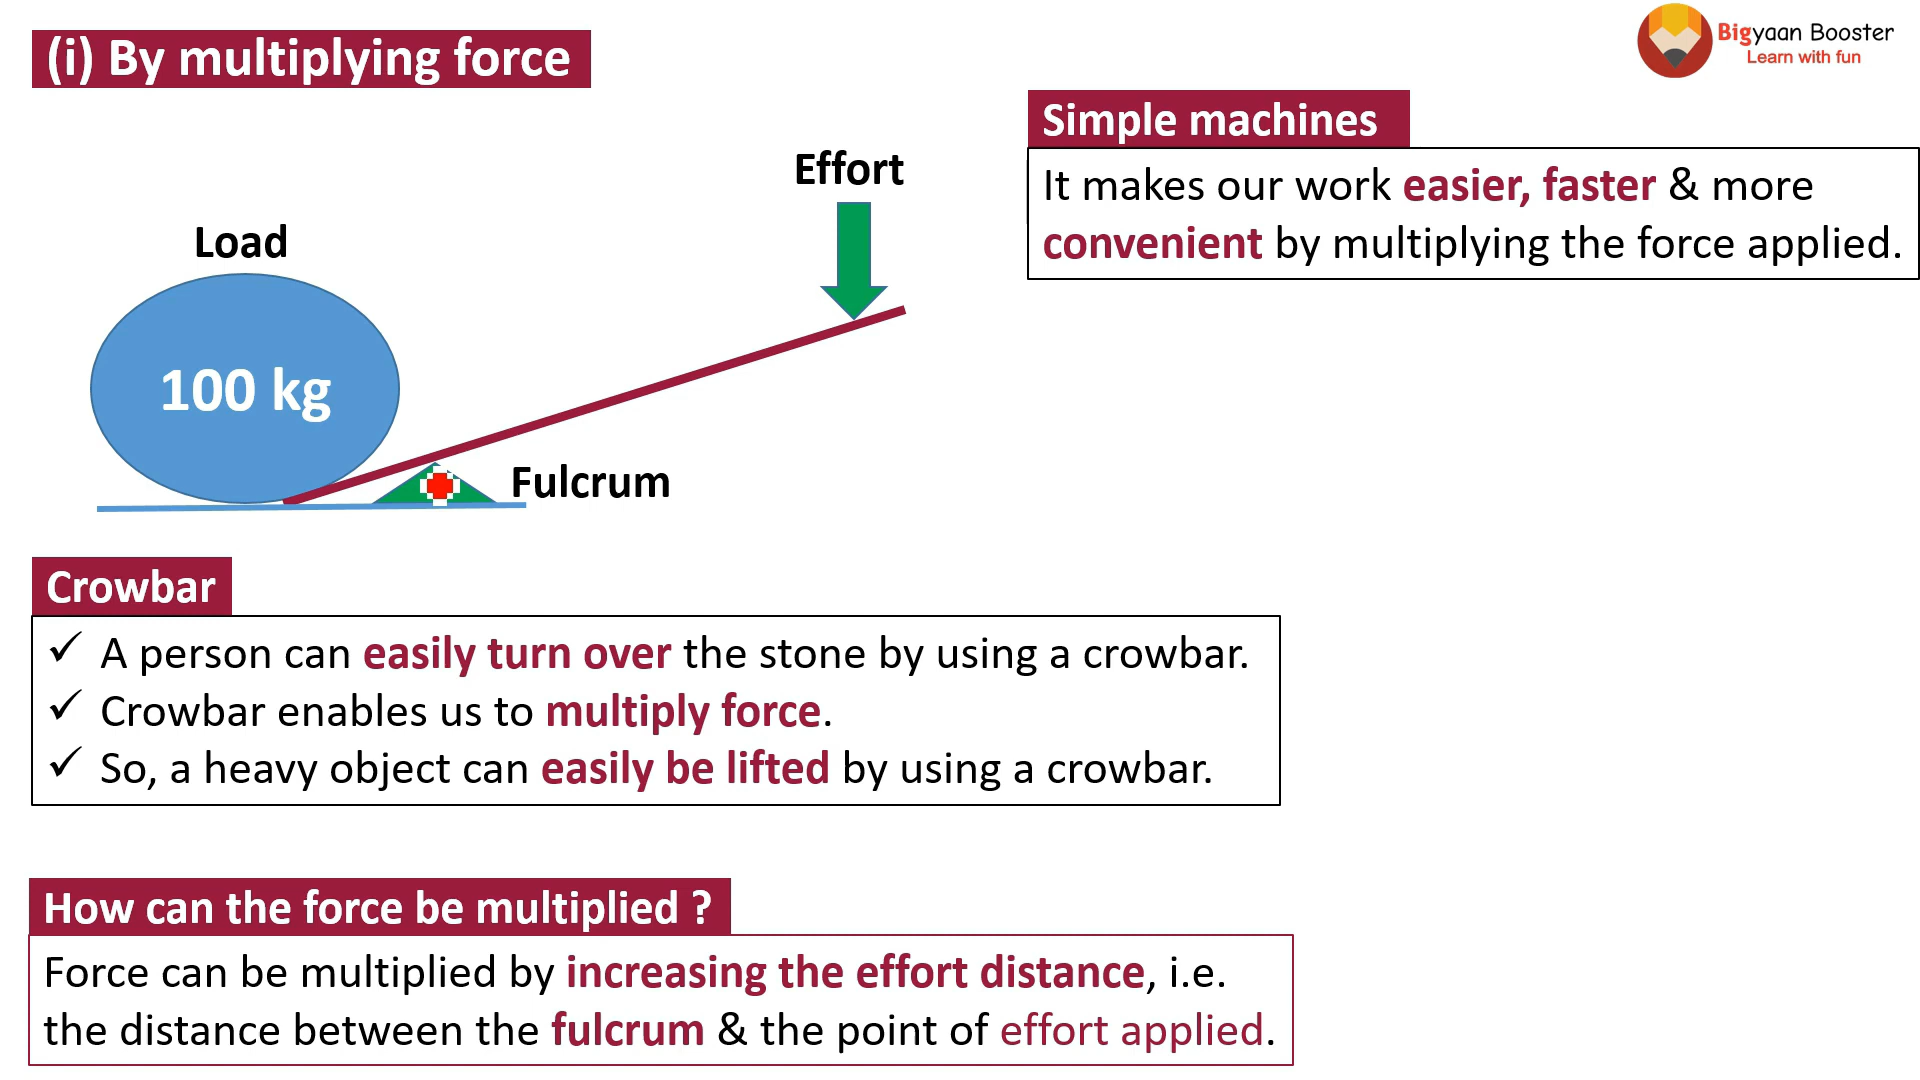 (i) By multiplying force
Bigyaan Booster
Learn with fun
Simple machines
It makes our work easier, faster & more
convenient by multiplying the force applied.
Effort
Load
100 kg
Fulcrum
Crowbar
✓ A person can easily turn over the stone by using a crowbar.
✓ Crowbar enables us to multiply force.
✓ So, a heavy object can easily be lifted by using a crowbar.
How can the force be multiplied ?
Force can be multiplied by increasing the effort distance, i.e.
the distance between the fulcrum & the point of effort applied.